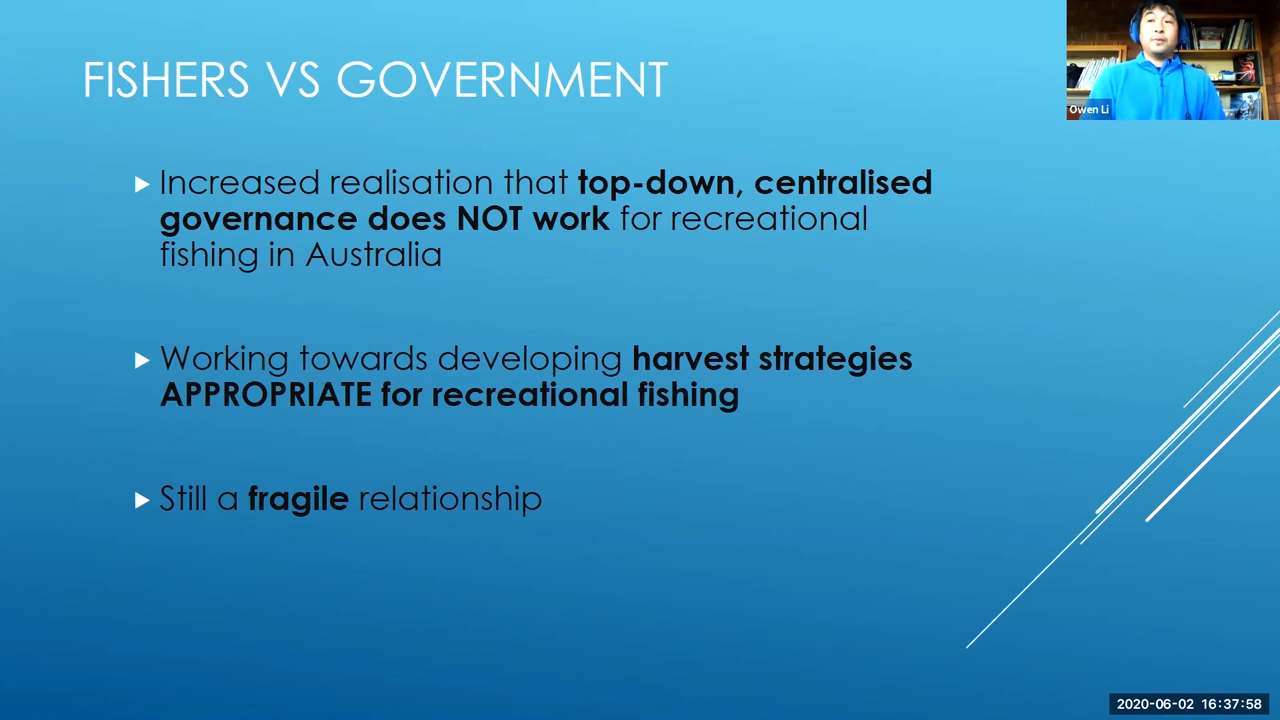 FISHERS VS GOVERNMENT
Owen Li
Increased realisation that top-down, centralised
governance does NOT work for recreational
fishing in Australia
Working towards developing harvest strategies
APPROPRIATE for recreational fishing
Still a fragile relationship
2020-06-02 16:37:58